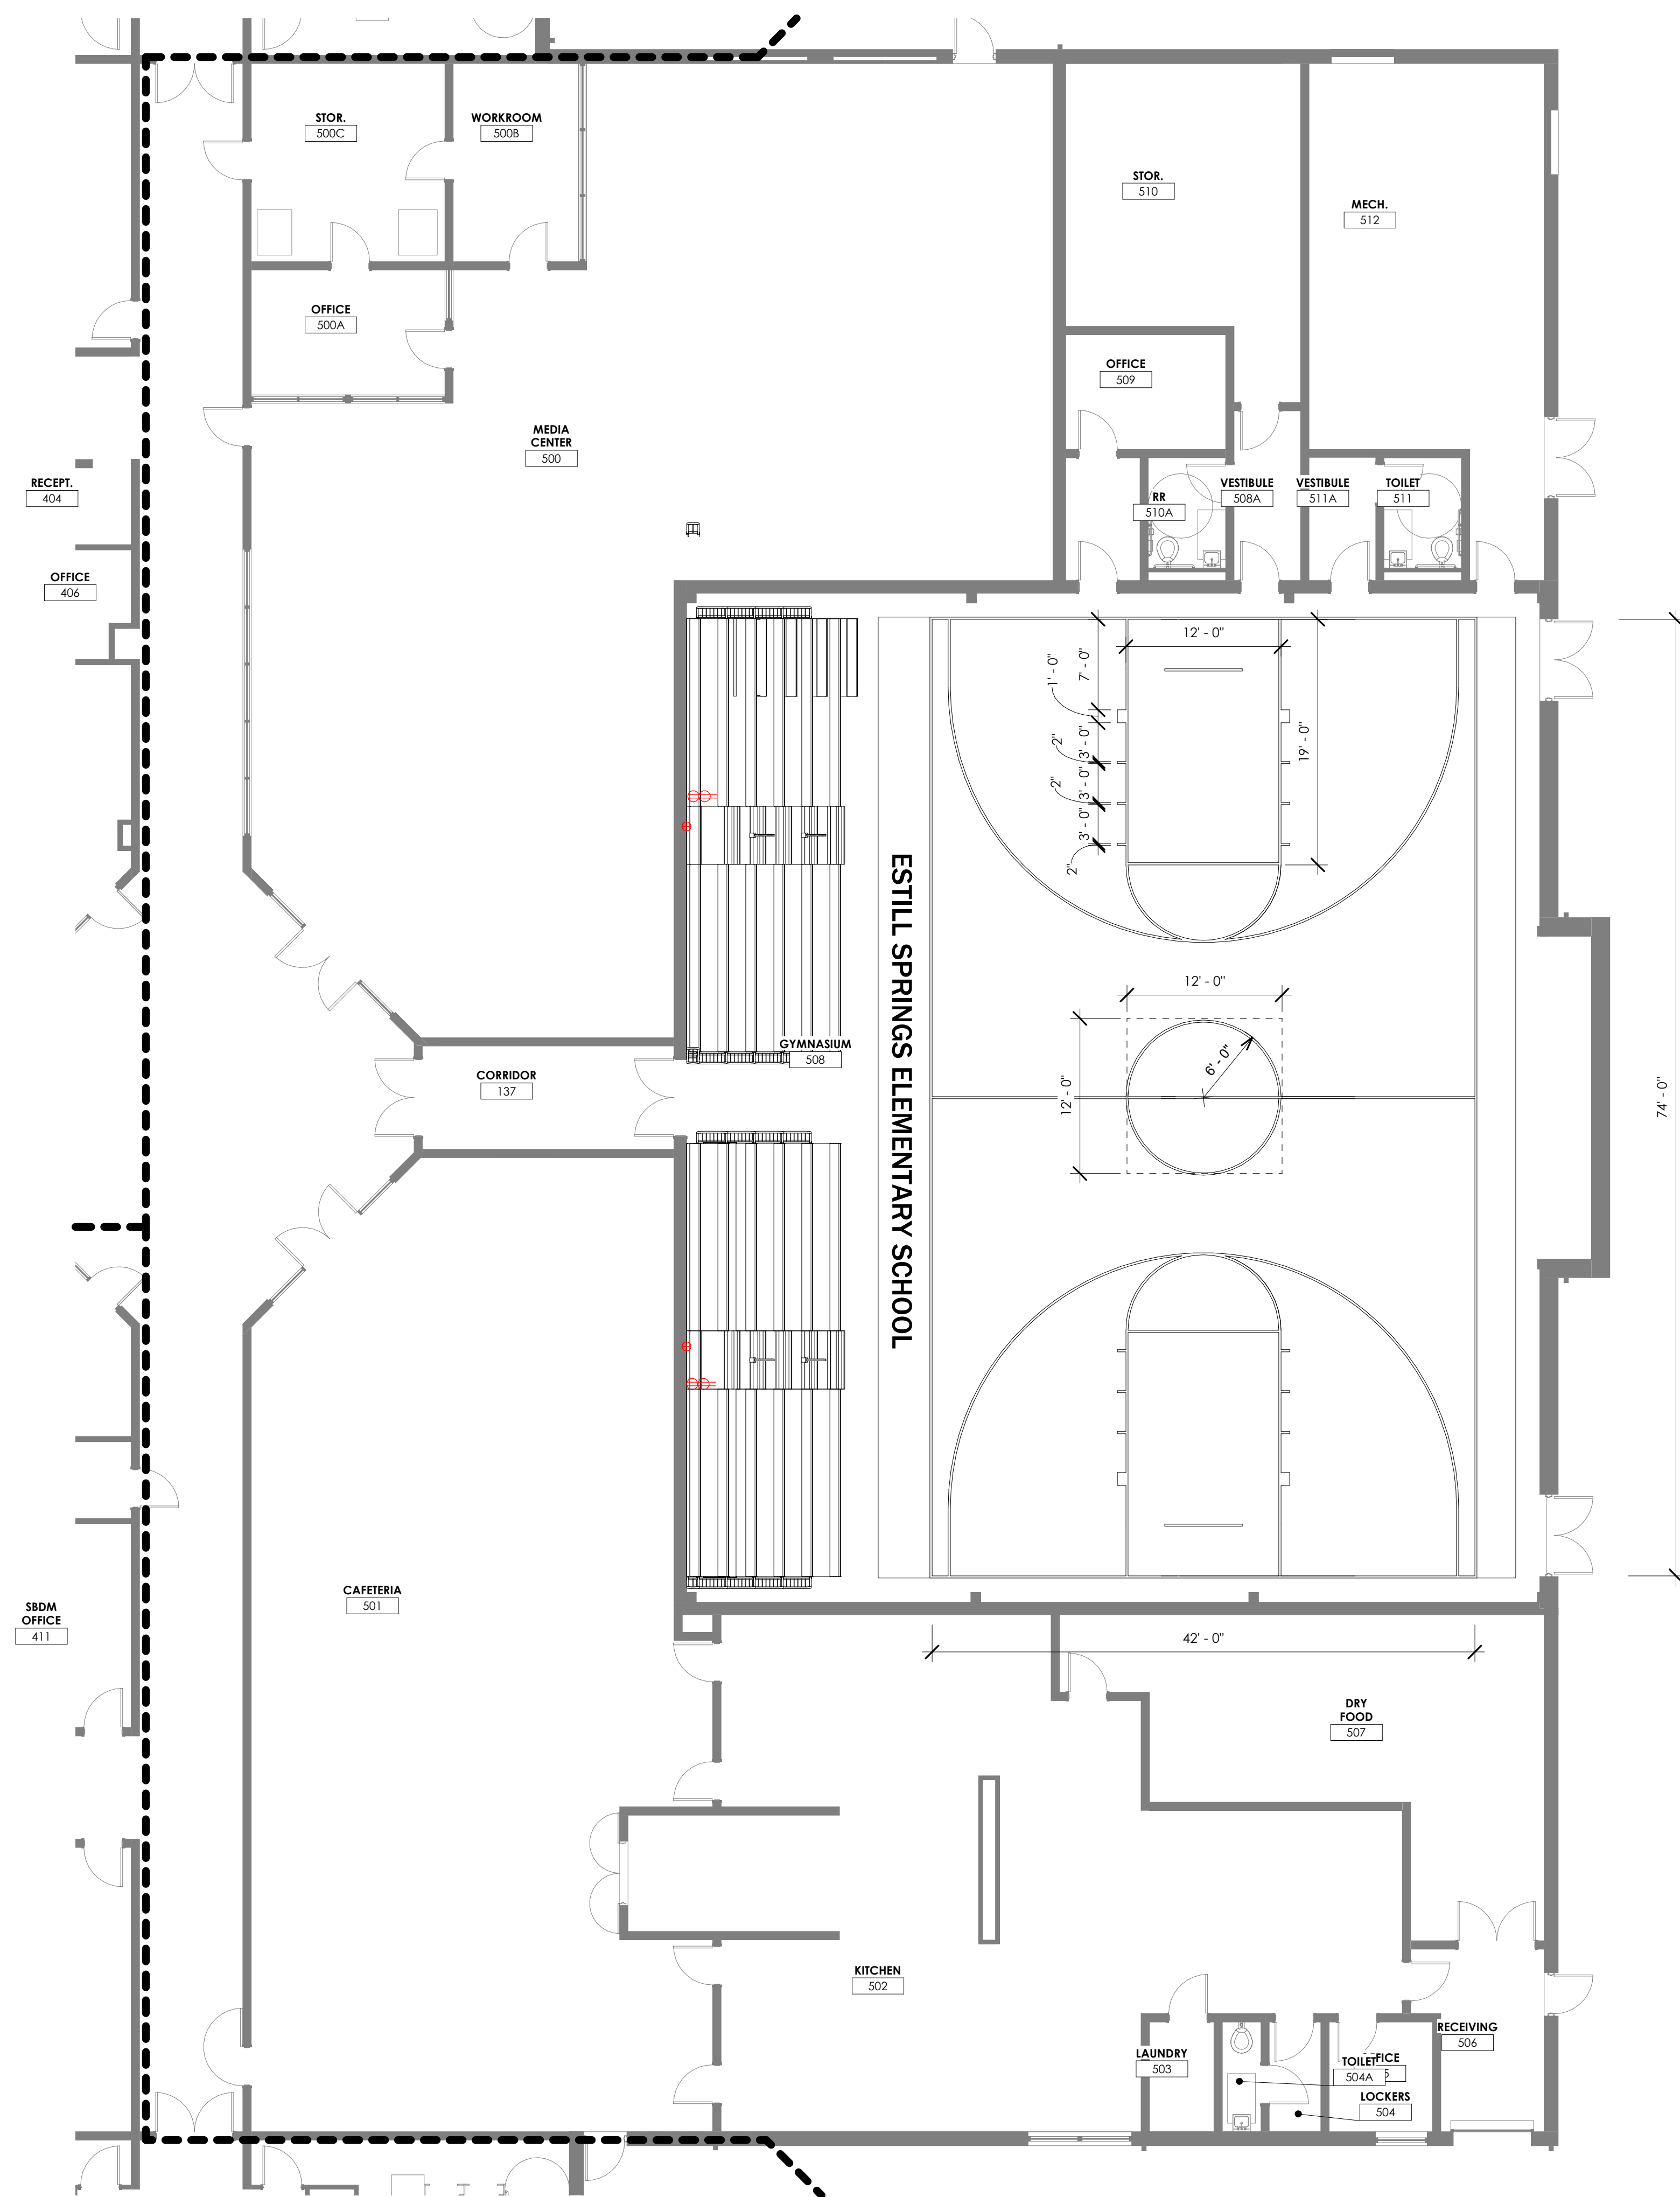 STOR.
500C
WORKROOM
500B
STOR.
510
MECH.
512
OFFICE
500A
OFFICE
509
MEDIA
CENTER
500
RECEPT.
404
RR
510A
VESTIBULE
508A
VESTIBULE
511A
TOILET
511
OFFICE
406
12' - 0"
1' - 0"
7' - 0"
19' - 0"
2"
3' - 0"
2"
3' - 0"
2"
3' - 0"
ESTILL SPRINGS ELEMENTARY SCHOOL
12' - 0"
12' - 0"
6' - 0"
74' - 0"
GYMNASIUM
508
CORRIDOR
137
CAFETERIA
501
SBDM
OFFICE
411
42' - 0"
DRY
FOOD
507
KITCHEN
502
RECEIVING
506
LAUNDRY
503
TOILET
504A
LOCKERS
504